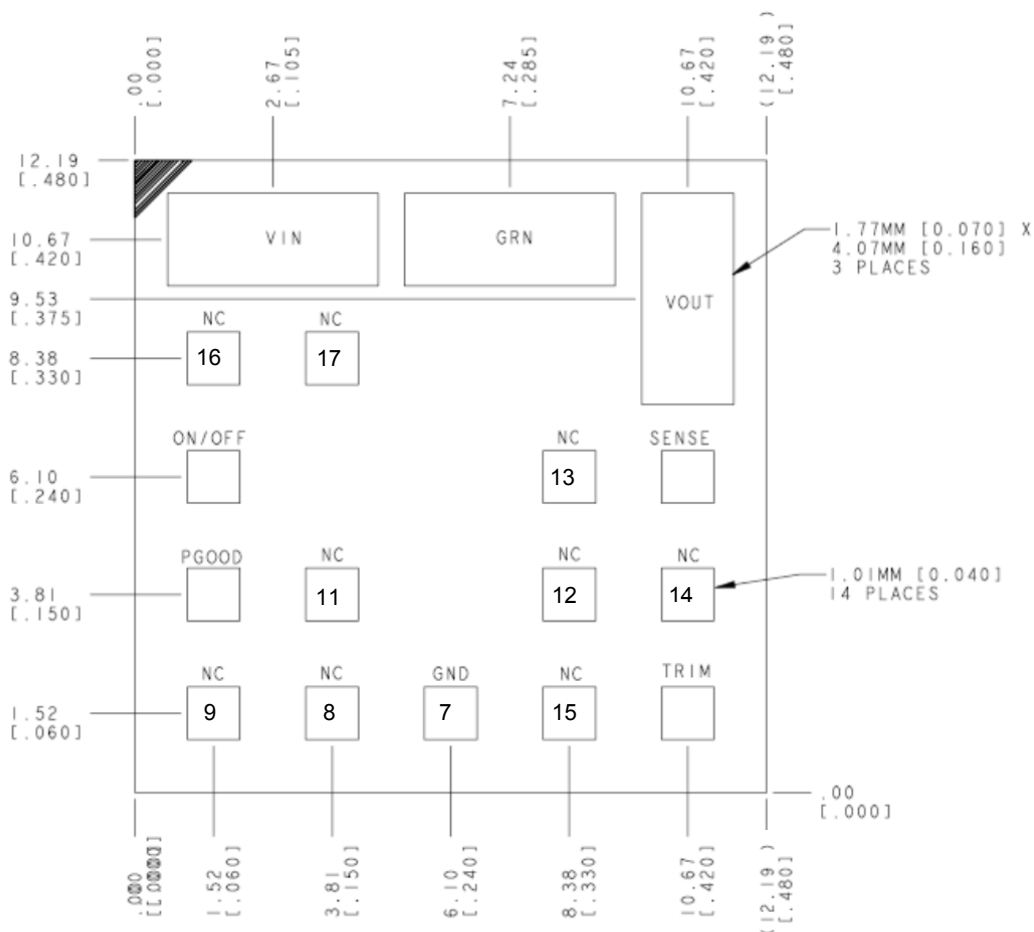 .00
[.000]
2.67
[.105]
7.24
[.285]
10.67
[.420]
(12.19 )
[.480]
12.19
[.480]
10.67
[.420]
VIN
GRN
1.77MM [0.070] X
4.07MM [0.160]
3 PLACES
9.53
[.375]
VOUT
NC
NC
8.38
[.330]
16
17
ON/OFF
NC
SENSE
6.10
[.240]
13
PGOOD
NC
NC
NC
3.81
[.150]
11
12
14
1.01MM [0.040]
14 PLACES
NC
NC
GND
NC
TRIM
1.52
[.060]
9
8
7
15
.00
[.000]
1.52
[.060]
3.81
[.150]
6.10
[.240]
8.38
[.330]
10.67
[.420]
(12.19 )
[.480]